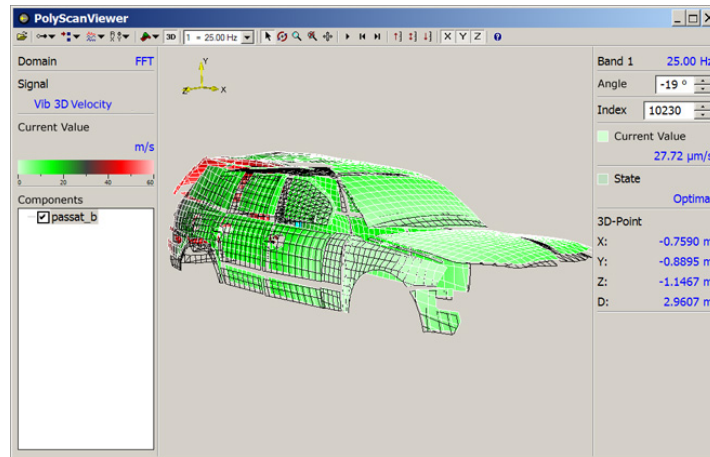 PolyScanViewer
3D
1 = 25.00 Hz
X Y Z
Domain FFT
Signal
Vib 3D Velocity
Current Value
m/s
0 20 40 60
Components
passat_b
Y
Z X
Band 1 25.00 Hz
Angle -19 °
Index 10230
Current Value
27.72 µm/s
State
Optima
3D-Point
X: -0.7590 m
Y: -0.8895 m
Z: -1.1467 m
D: 2.9607 m